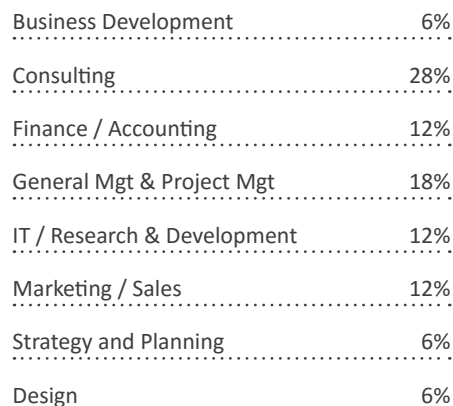 Business Development 6%
Consulting 28%
Finance / Accounting 12%
General Mgt & Project Mgt 18%
IT / Research & Development 12%
Marketing / Sales 12%
Strategy and Planning 6%
Design 6%